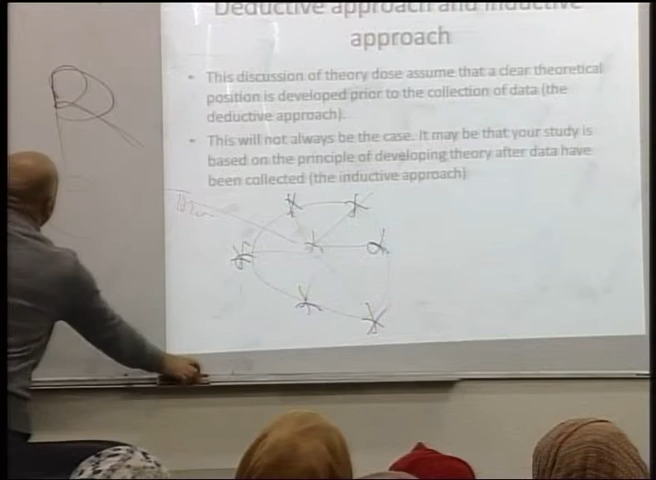 Deductive approach and inductive
approach
• This discussion of theory dose assume that a clear theoretical
position is developed prior to the collection of data (the
deductive approach).
• This will not always be the case. It may be that your study is
based on the principle of developing theory after data have
been collected (the inductive approach)
R